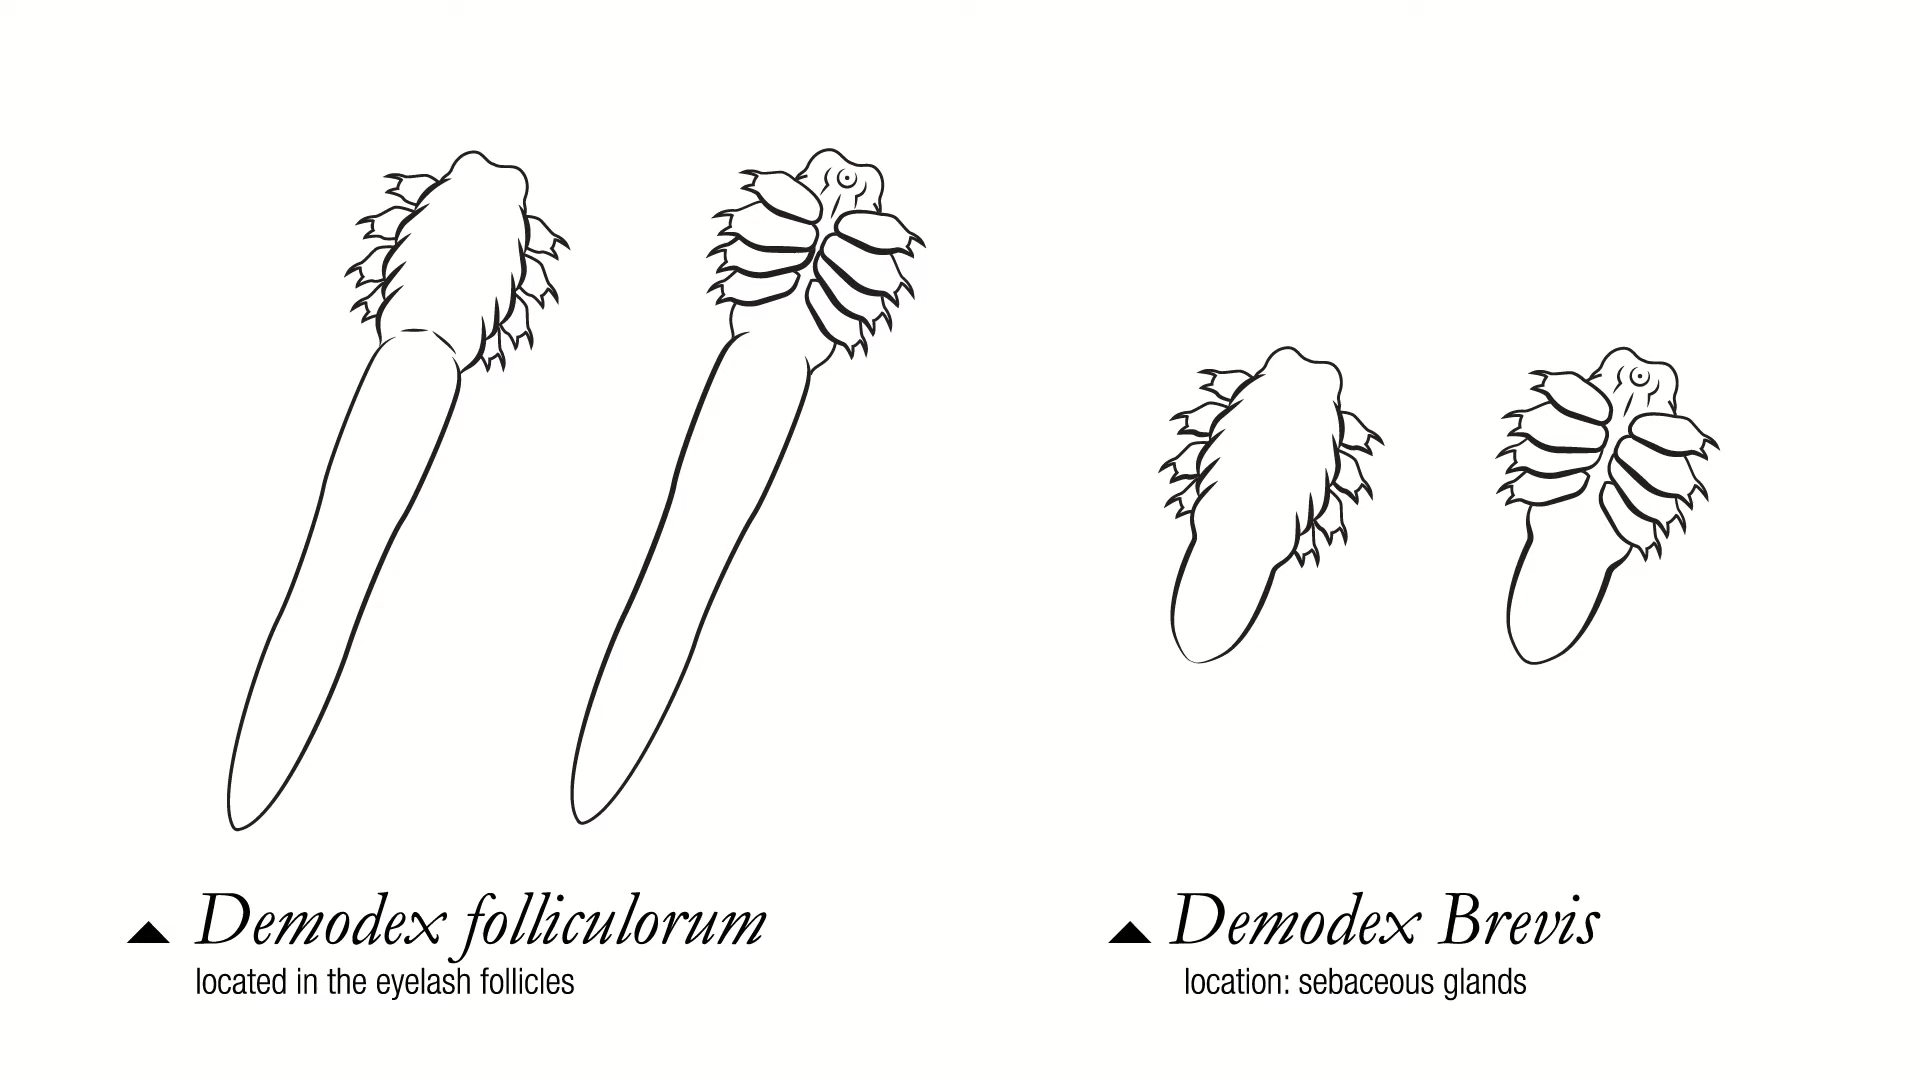 Demodex folliculorum
located in the eyelash follicles
Demodex Brevis
location: sebaceous glands